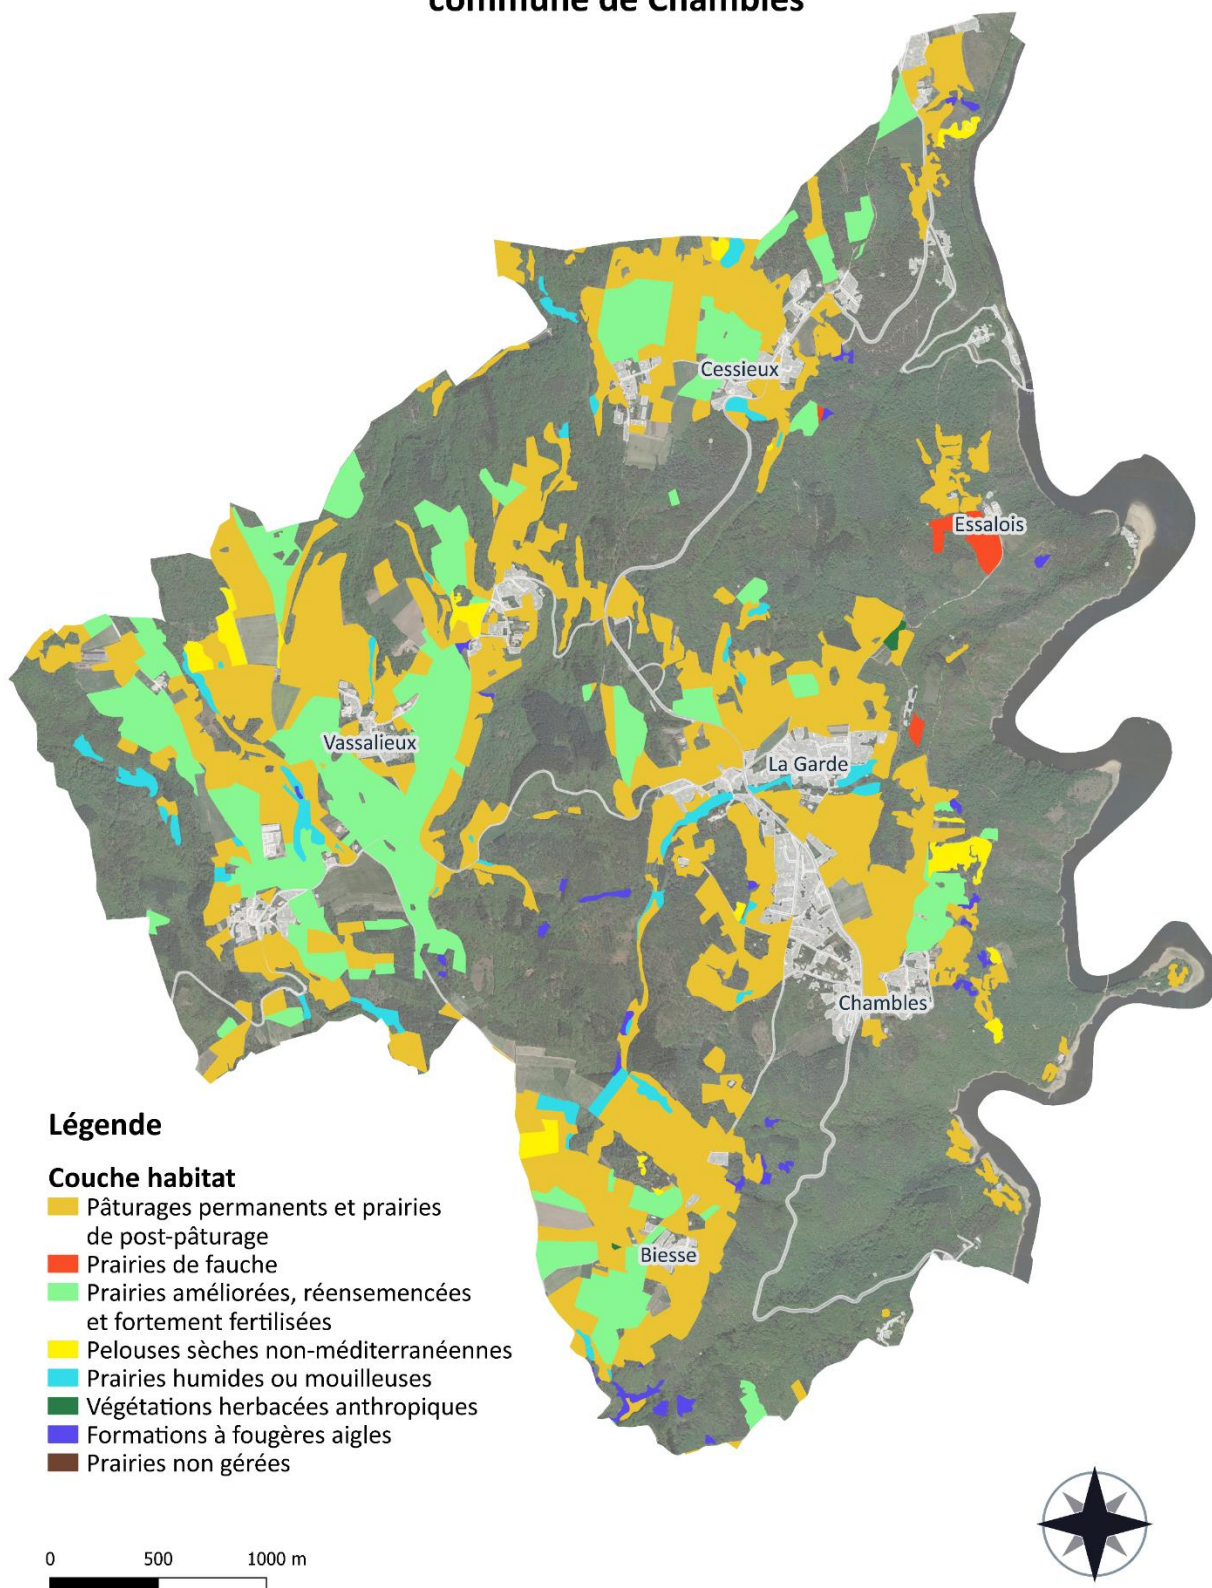 commune de Chambles
Cessieux
Essalois
Vassalieux
La Garde
Chambles
Biesse
Légende
Couche habitat
Pâturages permanents et prairies
de post-pâturage
Prairies de fauche
Prairies améliorées, réensemencées
et fortement fertilisées
Pelouses sèches non-méditerranéennes
Prairies humides ou mouilleuses
Végétations herbacées anthropiques
Formations à fougères aigles
Prairies non gérées
0 500 1000 m